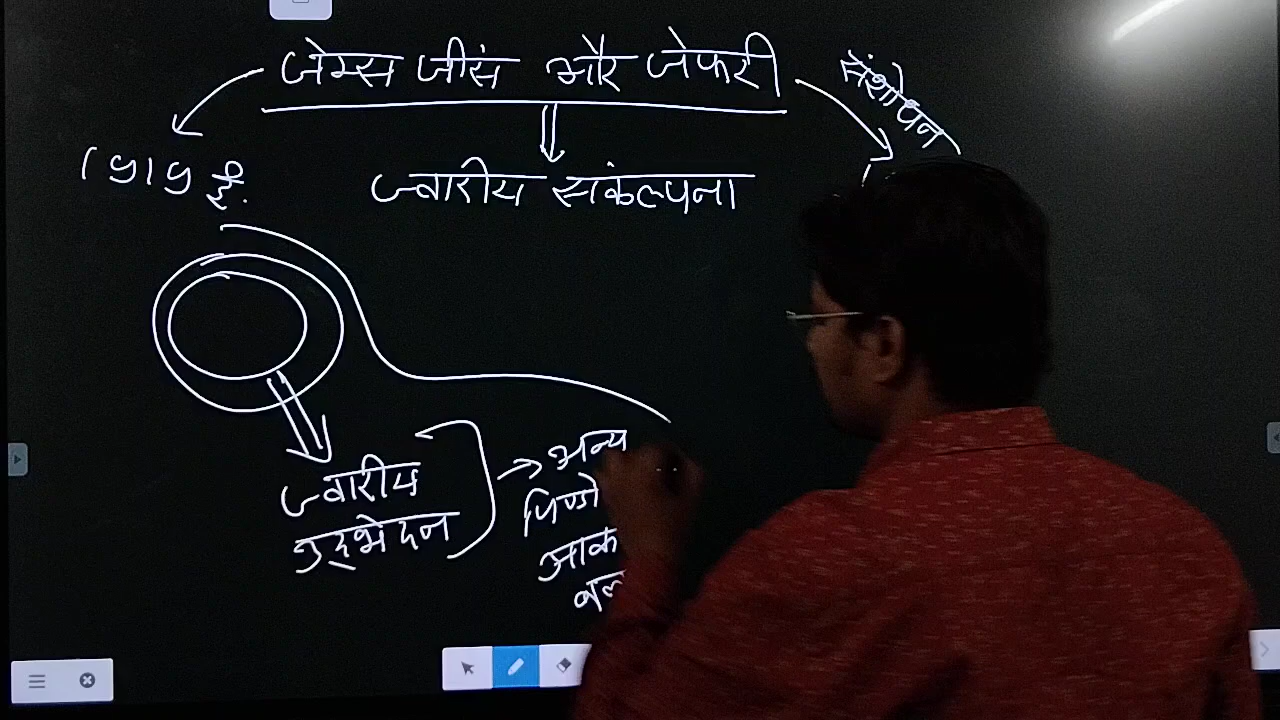 जेम्स जींस और जेफरी
संशोधन
1919 ई.
ज्वारीय संकल्पना
ज्वारीय
उद्भेदन
अन्य